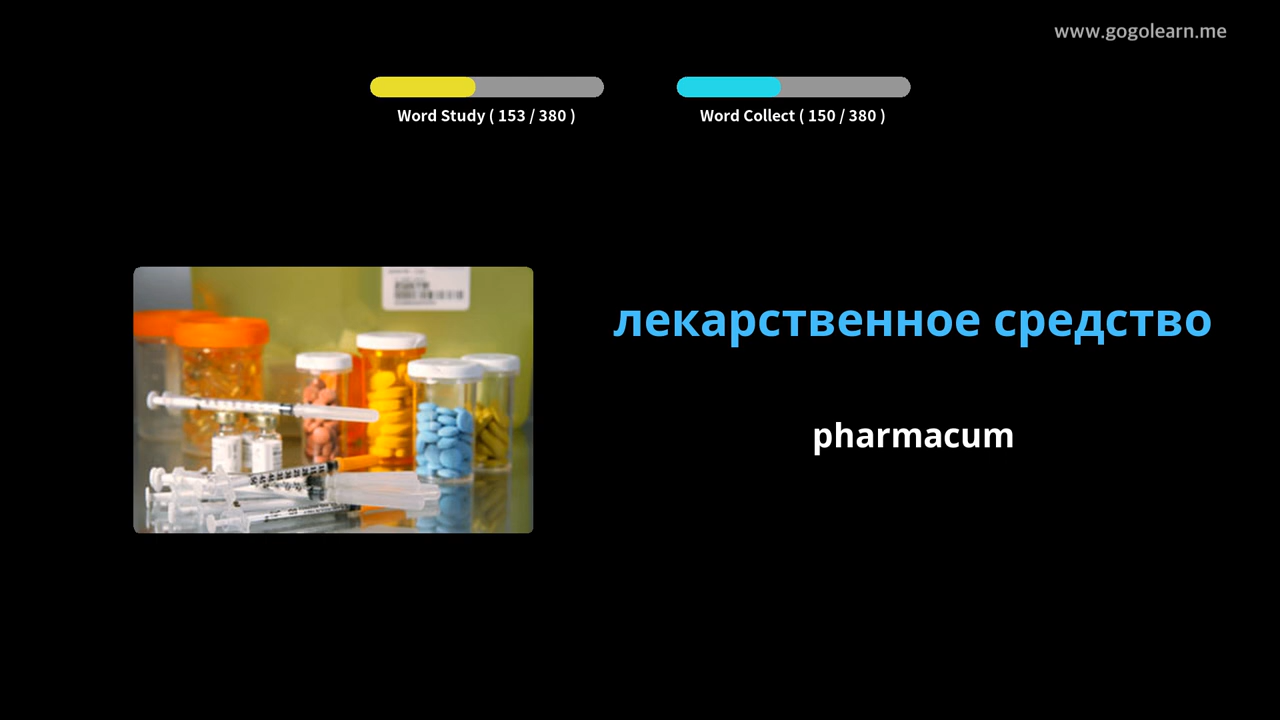 www.gogolearn.me
Word Study ( 153 / 380 )
Word Collect ( 150 / 380 )
лекарственное средство
pharmacum